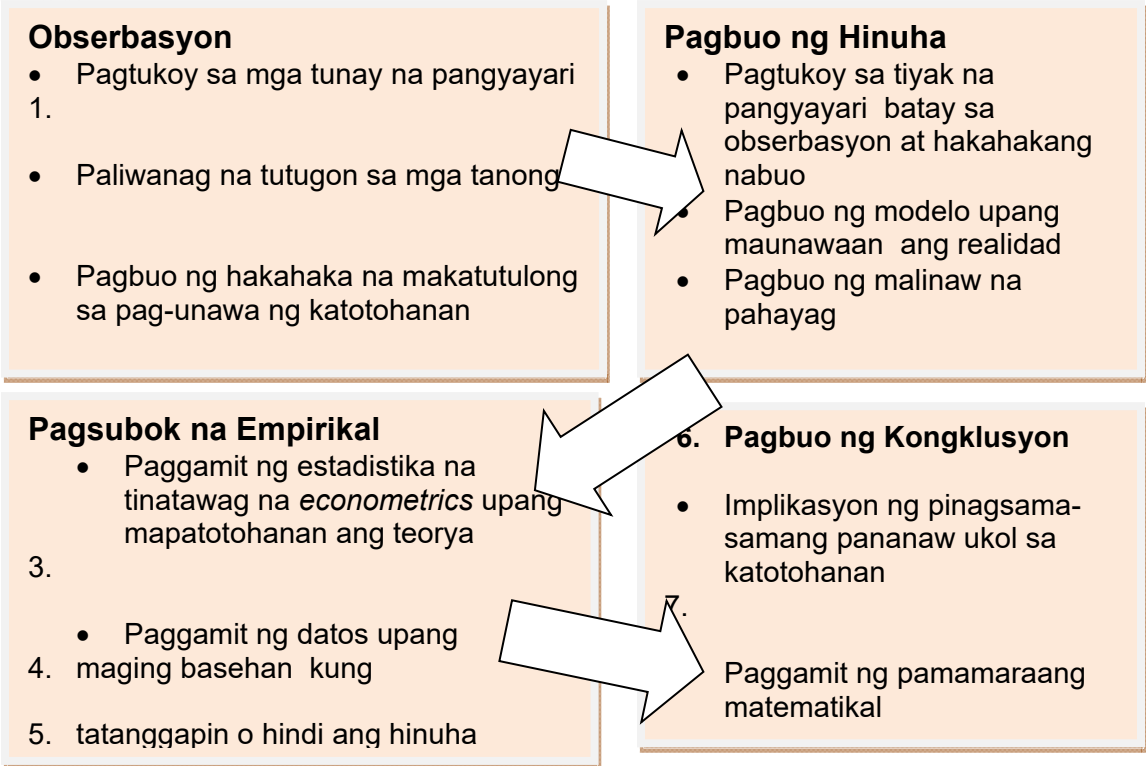 Obserbasyon
• Pagtukoy sa mga tunay na pangyayari
1.
• Paliwanag na tutugon sa mga tanong
• Pagbuo ng hakahaka na makatutulong
sa pag-unawa ng katotohanan
Pagbuo ng Hinuha
• Pagtukoy sa tiyak na
pangyayari batay sa
obserbasyon at hakahakang
nabuo
• Pagbuo ng modelo upang
maunawaan ang realidad
• Pagbuo ng malinaw na
pahayag
Pagsubok na Empirikal
• Paggamit ng estadistika na
tinatawag na econometrics upang
mapatotohanan ang teorya
3.
• Paggamit ng datos upang
4. maging basehan kung
5. tatanggapin o hindi ang hinuha
6. Pagbuo ng Kongklusyon
• Implikasyon ng pinagsama-
samang pananaw ukol sa
katotohanan
7.
Paggamit ng pamamaraang
matematikal